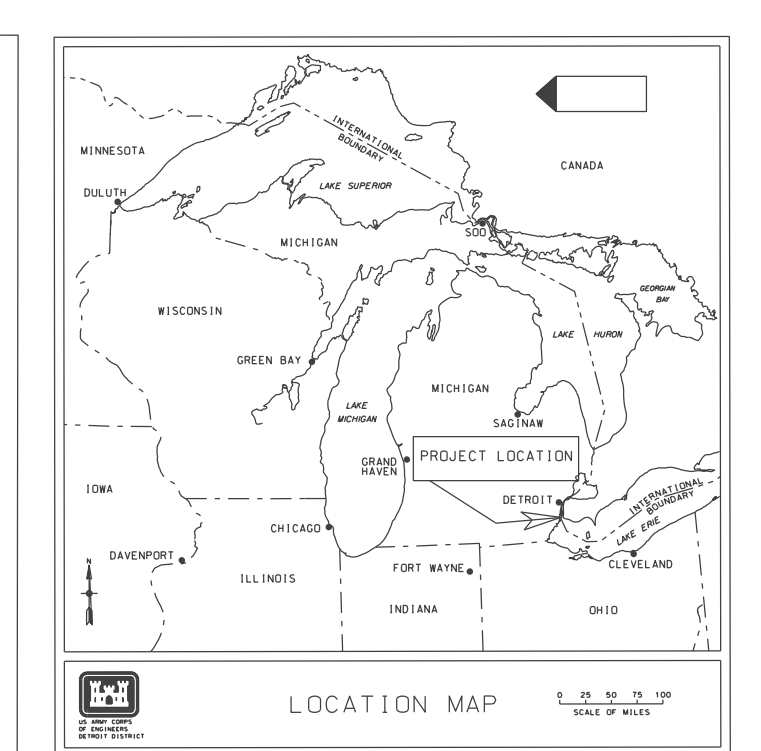 INTERNATIONAL
BOUNDARY
MINNESOTA
CANADA
DULUTH
LAKE SUPERIOR
SOO
MICHIGAN
GEORGIAN
BAY
WISCONSIN
LAKE HURON
GREEN BAY
MICHIGAN
LAKE
MICHIGAN
SAGINAW
PROJECT LOCATION
GRAND
HAVEN
IOWA
DETROIT
INTERNATIONAL
BOUNDARY
LAKE ERIE
CHICAGO
DAVENPORT
CLEVELAND
N
FORT WAYNE
ILLINOIS
INDIANA
OHIO
US ARMY CORPS
OF ENGINEERS
DETROIT DISTRICT
LOCATION MAP
0 25 50 75 100
SCALE OF MILES